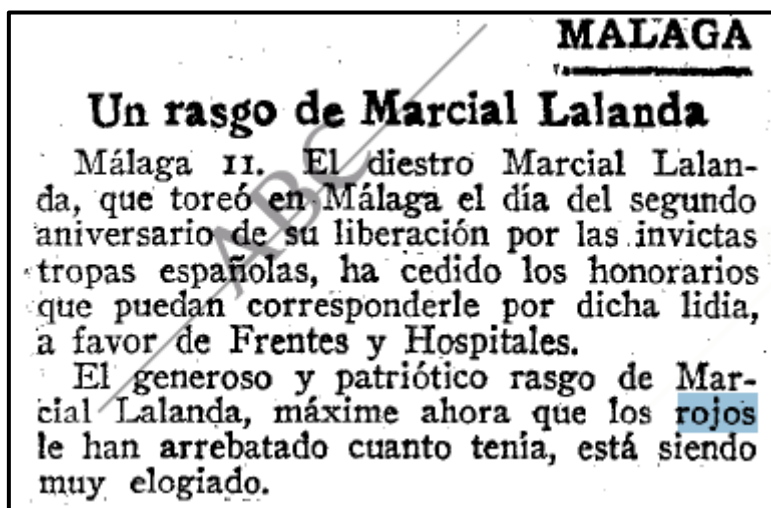 MALAGA
Un rasgo de Marcial Lalanda
Málaga 11. El diestro Marcial Lalan-
da, que toreó en Málaga el día del segundo
aniversario de su liberación por las invictas
tropas españolas, ha cedido los honorarios
que puedan corresponderle por dicha lidia,
a favor de Frentes y Hospitales.
El generoso y patriótico rasgo de Mar-
cial Lalanda, máxime ahora que los rojos
le han arrebatado cuanto tenía, está siendo
muy elogiado.
ABC